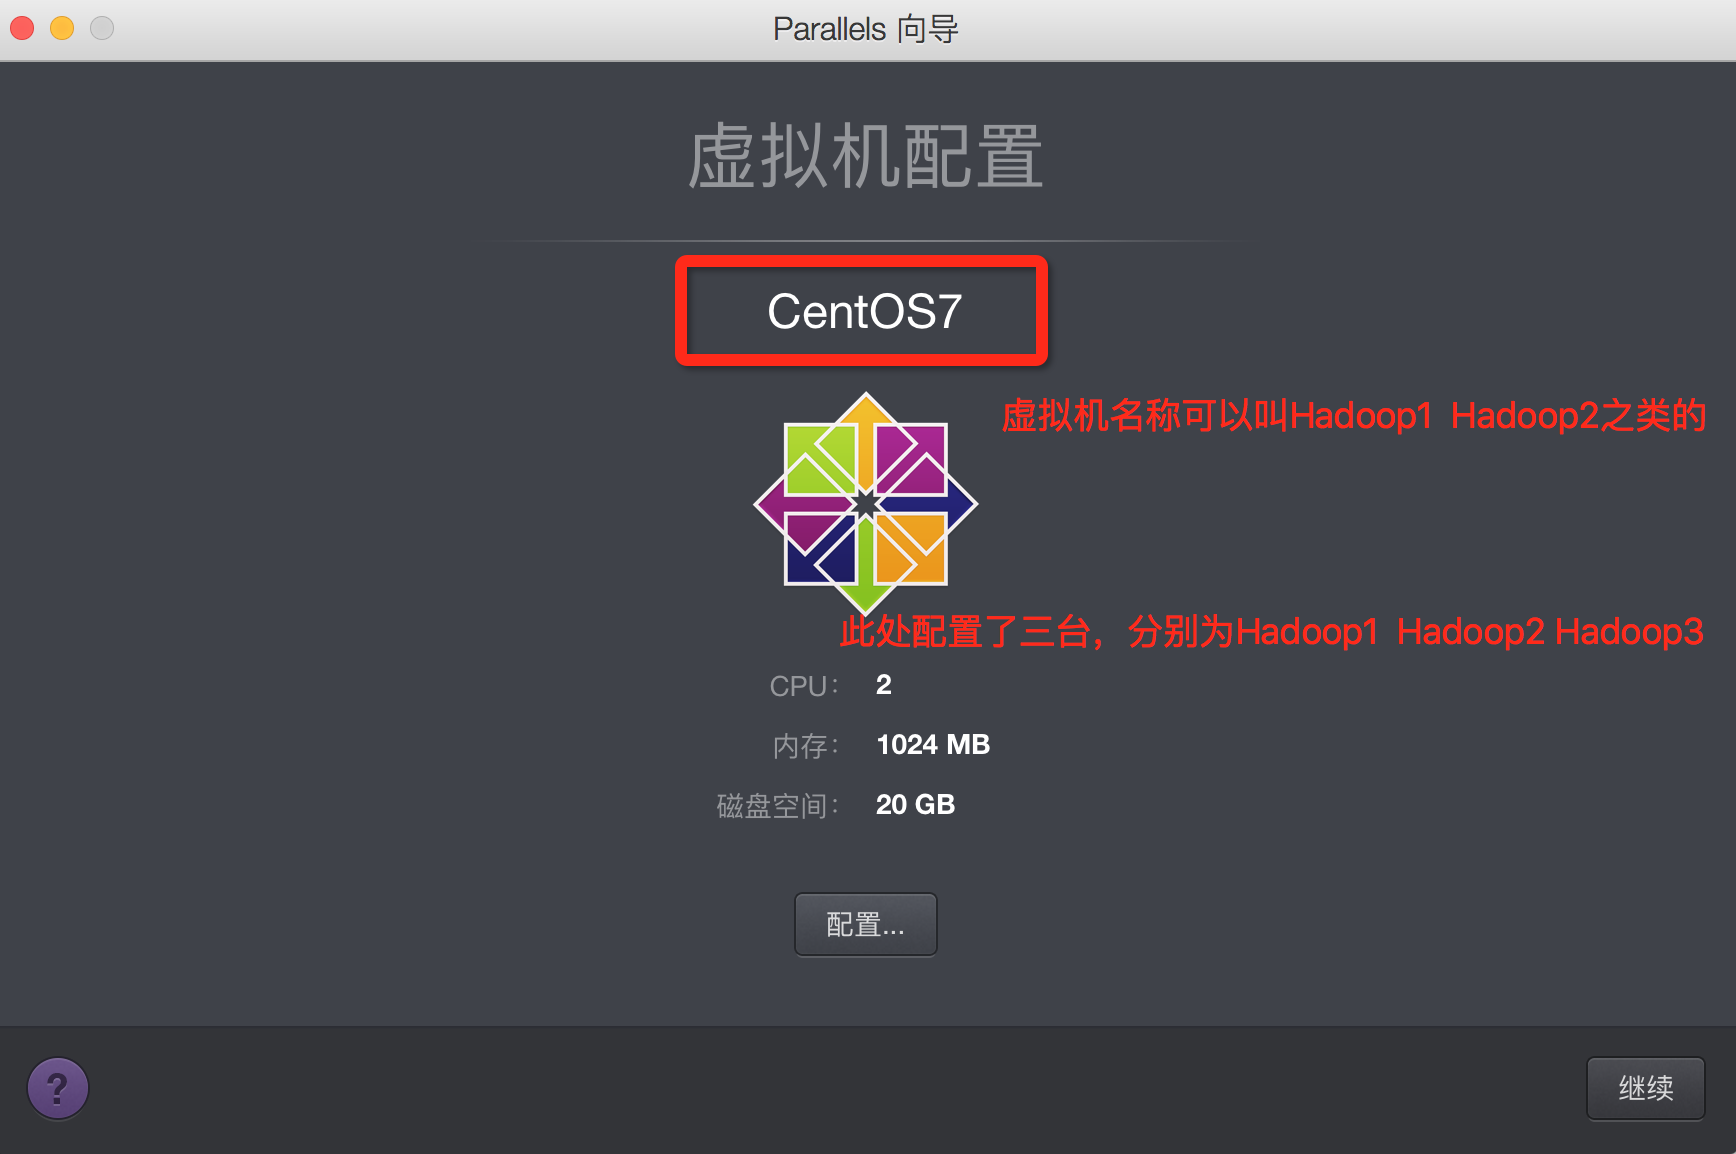 Parallels 向导
虚拟机配置
CentOS7
虚拟机名称可以叫Hadoop1 Hadoop2之类的
此处配置了三台，分别为Hadoop1 Hadoop2 Hadoop3
CPU： 2
内存： 1024 MB
磁盘空间： 20 GB
配置...
?
继续